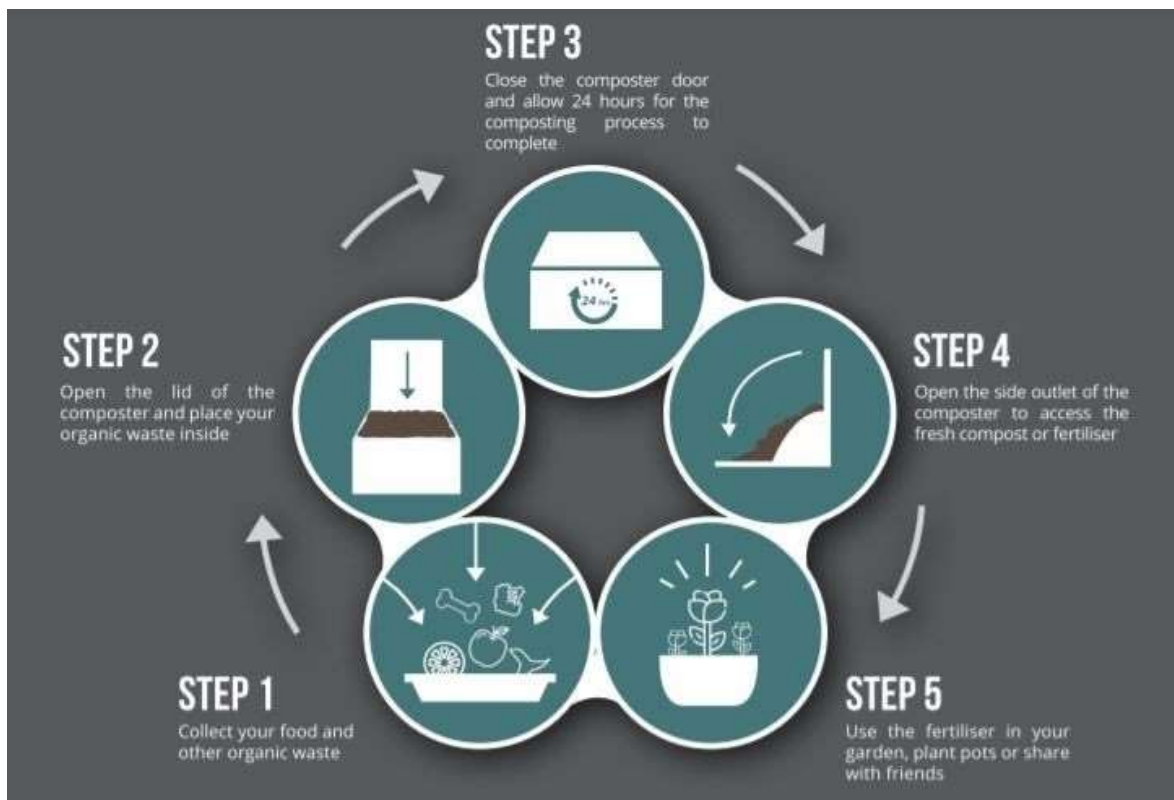 STEP 3
Close the composter door
and allow 24 hours for the
composting process to
complete
24 hrs
STEP 2
Open the lid of the
composter and place your
organic waste inside
STEP 4
Open the side outlet of the
composter to access the
fresh compost or fertiliser
STEP 1
Collect your food and
other organic waste
STEP 5
Use the fertiliser in your
garden, plant pots or share
with friends